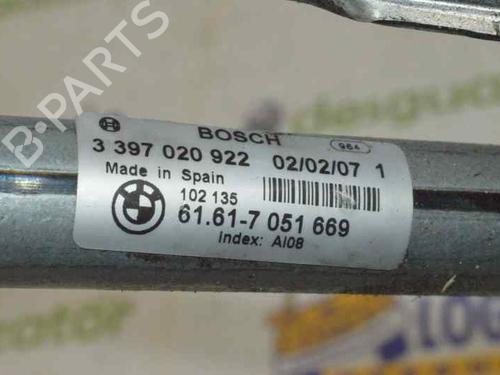 B-PARTS
BOSCH 964
3 397 020 922 02/02/07 1
Made in Spain
102 135
61.61-7 051 669
Index: AI08